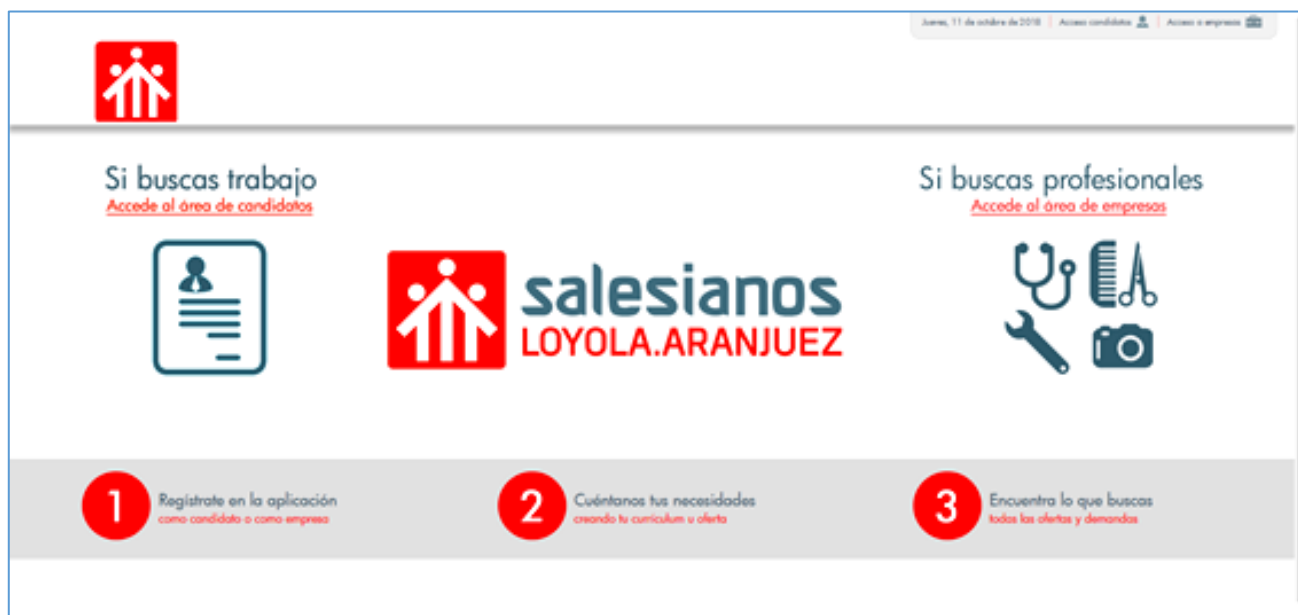 Jueves, 11 de octubre de 2018 | Acceso candidatos | Acceso a empresas
Si buscas trabajo
Accede al área de candidatos
Si buscas profesionales
Accede al área de empresas
salesianos
LOYOLA.ARANJUEZ
1
Regístrate en la aplicación
como candidato o como empresa
2
Cuéntanos tus necesidades
creando tu curriculum u oferta
3
Encuentra lo que buscas
todas las ofertas y demandas